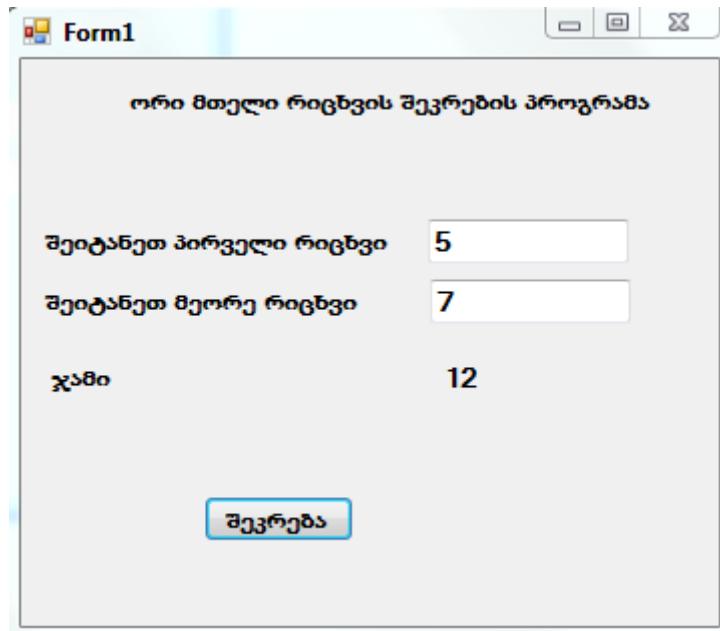 Form1
ორი მთელი რიცხვის შეკრების პროგრამა
შეიტანეთ პირველი რიცხვი 5
შეიტანეთ მეორე რიცხვი 7
ჯამი 12
შეკრება